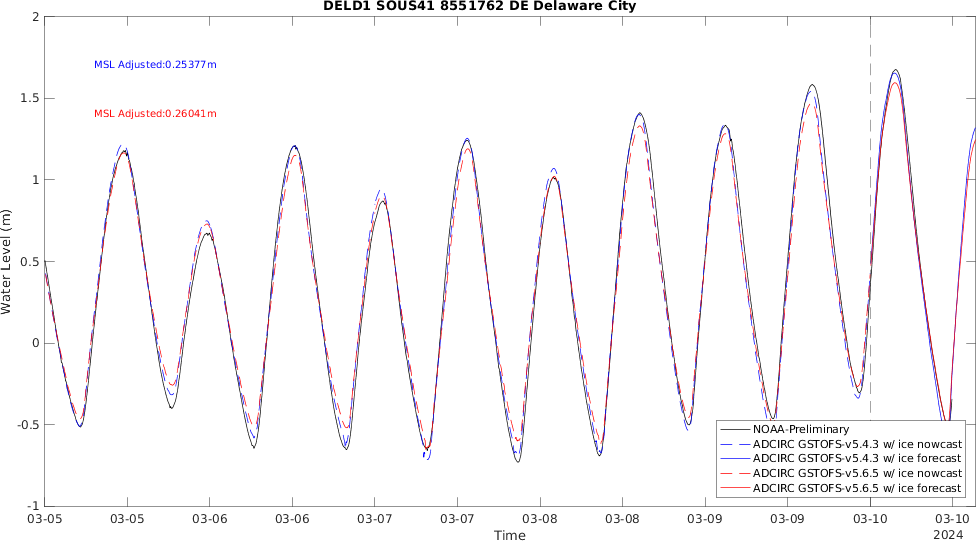 DELD1 SOUS41 8551762 DE Delaware City
MSL Adjusted:0.25377m
MSL Adjusted:0.26041m
Water Level (m)
2
1.5
1
0.5
0
-0.5
-1
NOAA-Preliminary
ADCIRC GSTOFS-v5.4.3 w/ ice nowcast
ADCIRC GSTOFS-v5.4.3 w/ ice forecast
ADCIRC GSTOFS-v5.6.5 w/ ice nowcast
ADCIRC GSTOFS-v5.6.5 w/ ice forecast
03-05 03-05 03-06 03-06 03-07 03-07 03-08 03-08 03-09 03-09 03-10 03-10
2024
Time